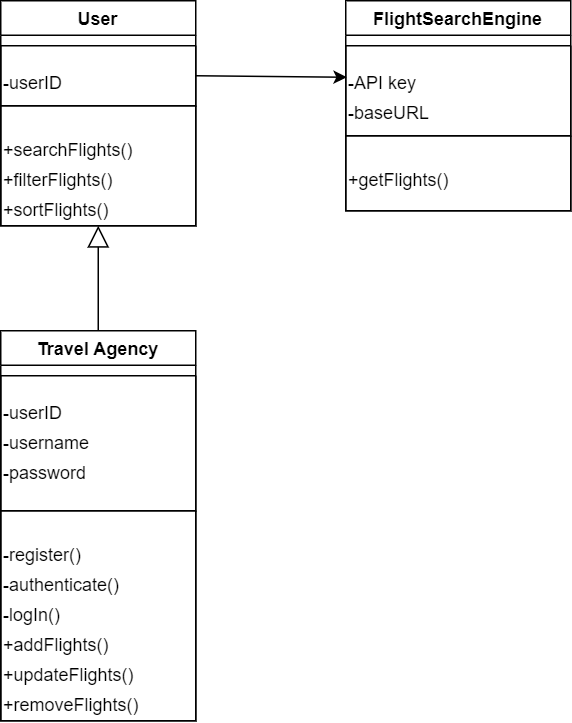 User
-userID
+searchFlights()
+filterFlights()
+sortFlights()
FlightSearchEngine
-API key
-baseURL
+getFlights()
Travel Agency
-userID
-username
-password
-register()
-authenticate()
-logIn()
+addFlights()
+updateFlights()
+removeFlights()